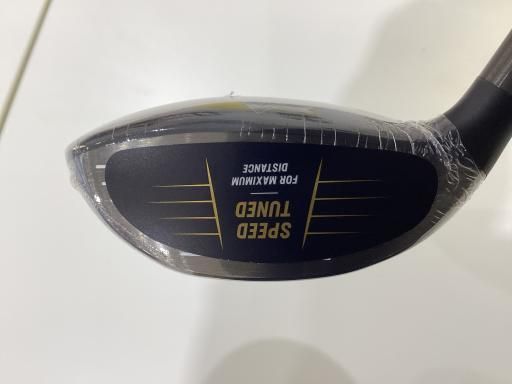 SPEED
TUNED
FOR MAXIMUM
DISTANCE